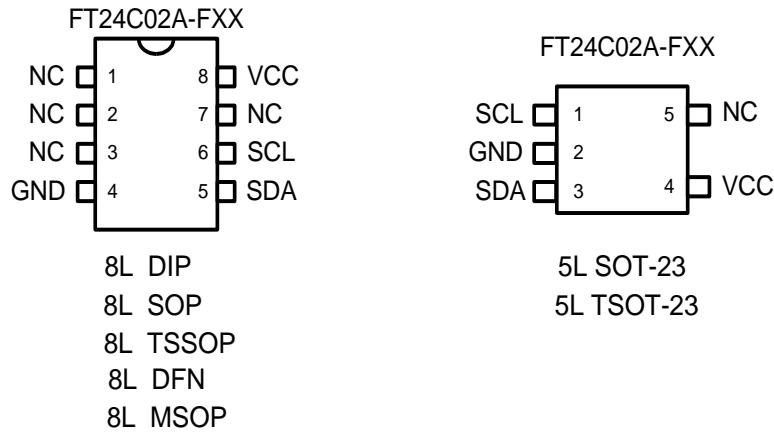 FT24C02A-FXX
NC 1 8 VCC
NC 2 7 NC
NC 3 6 SCL
GND 4 5 SDA
8L DIP
8L SOP
8L TSSOP
8L DFN
8L MSOP
FT24C02A-FXX
SCL 1 5 NC
GND 2
SDA 3 4 VCC
5L SOT-23
5L TSOT-23